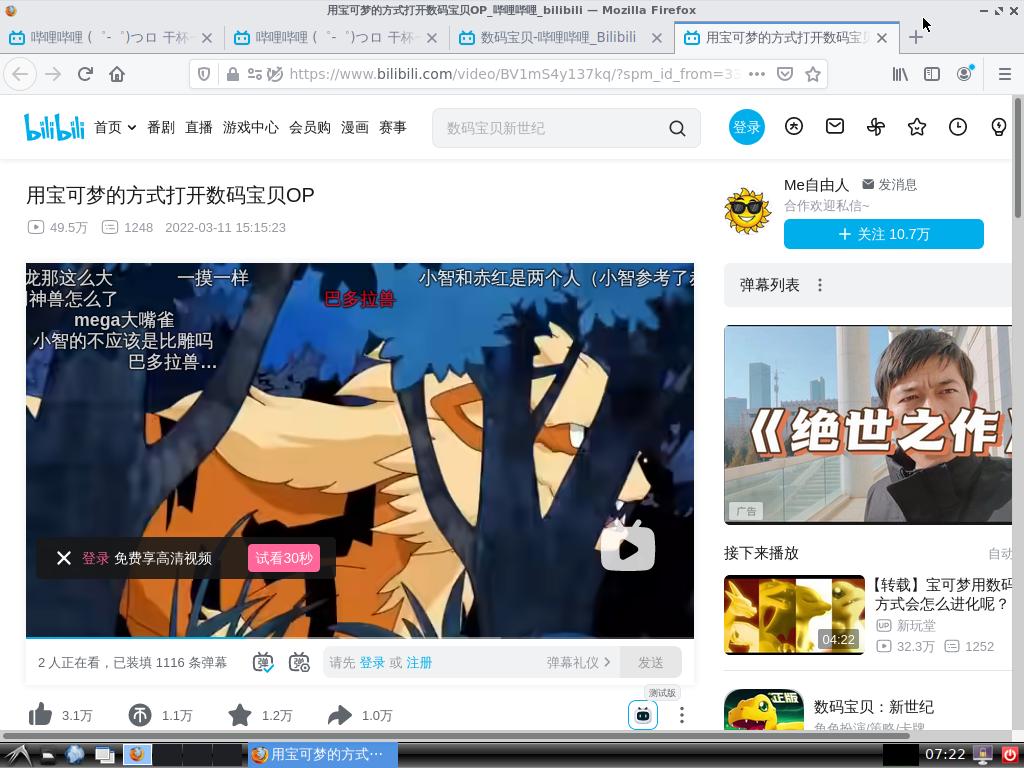 用宝可梦的方式打开数码宝贝OP_哔哩哔哩_bilibili — Mozilla Firefox
哔哩哔哩 (゜-゜)つロ 干杯~
哔哩哔哩 (゜-゜)つロ 干杯~
数码宝贝-哔哩哔哩_Bilibili
用宝可梦的方式打开数码宝贝
https://www.bilibili.com/video/BV1mS4y137kq/?spm_id_from=33
bilibili
首页 番剧 直播 游戏中心 会员购 漫画 赛事
数码宝贝新世纪
登录
用宝可梦的方式打开数码宝贝OP
49.5万 1248 2022-03-11 15:15:23
Me自由人 发消息
合作欢迎私信~
+ 关注 10.7万
弹幕列表
龙那这么大 一摸一样 小智和赤红是两个人（小智参考了赤
神兽怎么了 巴多拉兽
mega大嘴雀
小智的不应该是比雕吗
巴多拉兽...
登录 免费享高清视频 试看30秒
《绝世之作》
广告
接下来播放 自动
【转载】宝可梦用数码
方式会怎么进化呢？
新玩堂
04:22
32.3万 1252
2 人正在看，已装填 1116 条弹幕
弹 弹
请先 登录 或 注册 弹幕礼仪 发送
测试版
3.1万 1.1万 1.2万 1.0万
正版
数码宝贝：新世纪
角色扮演/策略/卡牌
用宝可梦的方式…
07:22